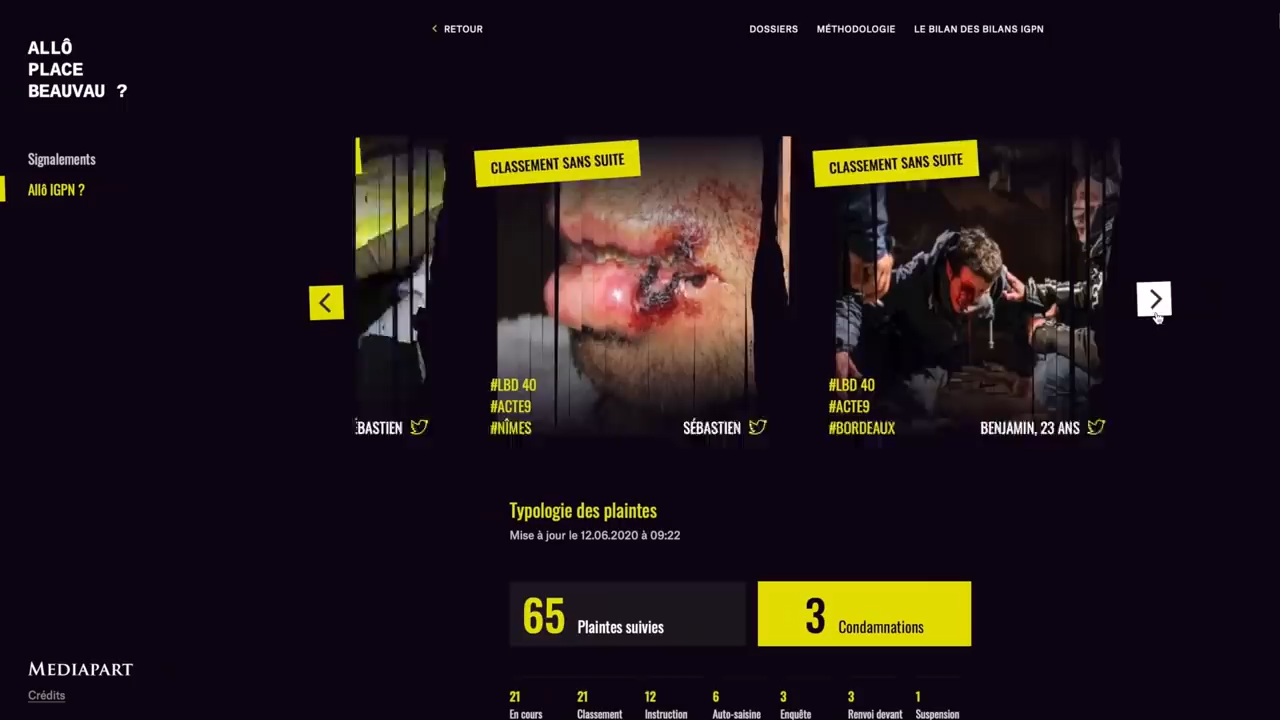 ALLÔ
PLACE
BEAUVAU ?
RETOUR
DOSSIERS
MÉTHODOLOGIE
LE BILAN DES BILANS IGPN
Signalements
Allô IGPN ?
CLASSEMENT SANS SUITE
CLASSEMENT SANS SUITE
ÉBASTIEN
#LBD 40
#ACTE9
#NÎMES
SÉBASTIEN
#LBD 40
#ACTE9
#BORDEAUX
BENJAMIN, 23 ANS
Typologie des plaintes
Mise à jour le 12.06.2020 à 09:22
65 Plaintes suivies
3 Condamnations
21
En cours
21
Classement
12
Instruction
6
Auto-saisine
3
Enquête
3
Renvoi devant
1
Suspension
MEDIAPART
Crédits